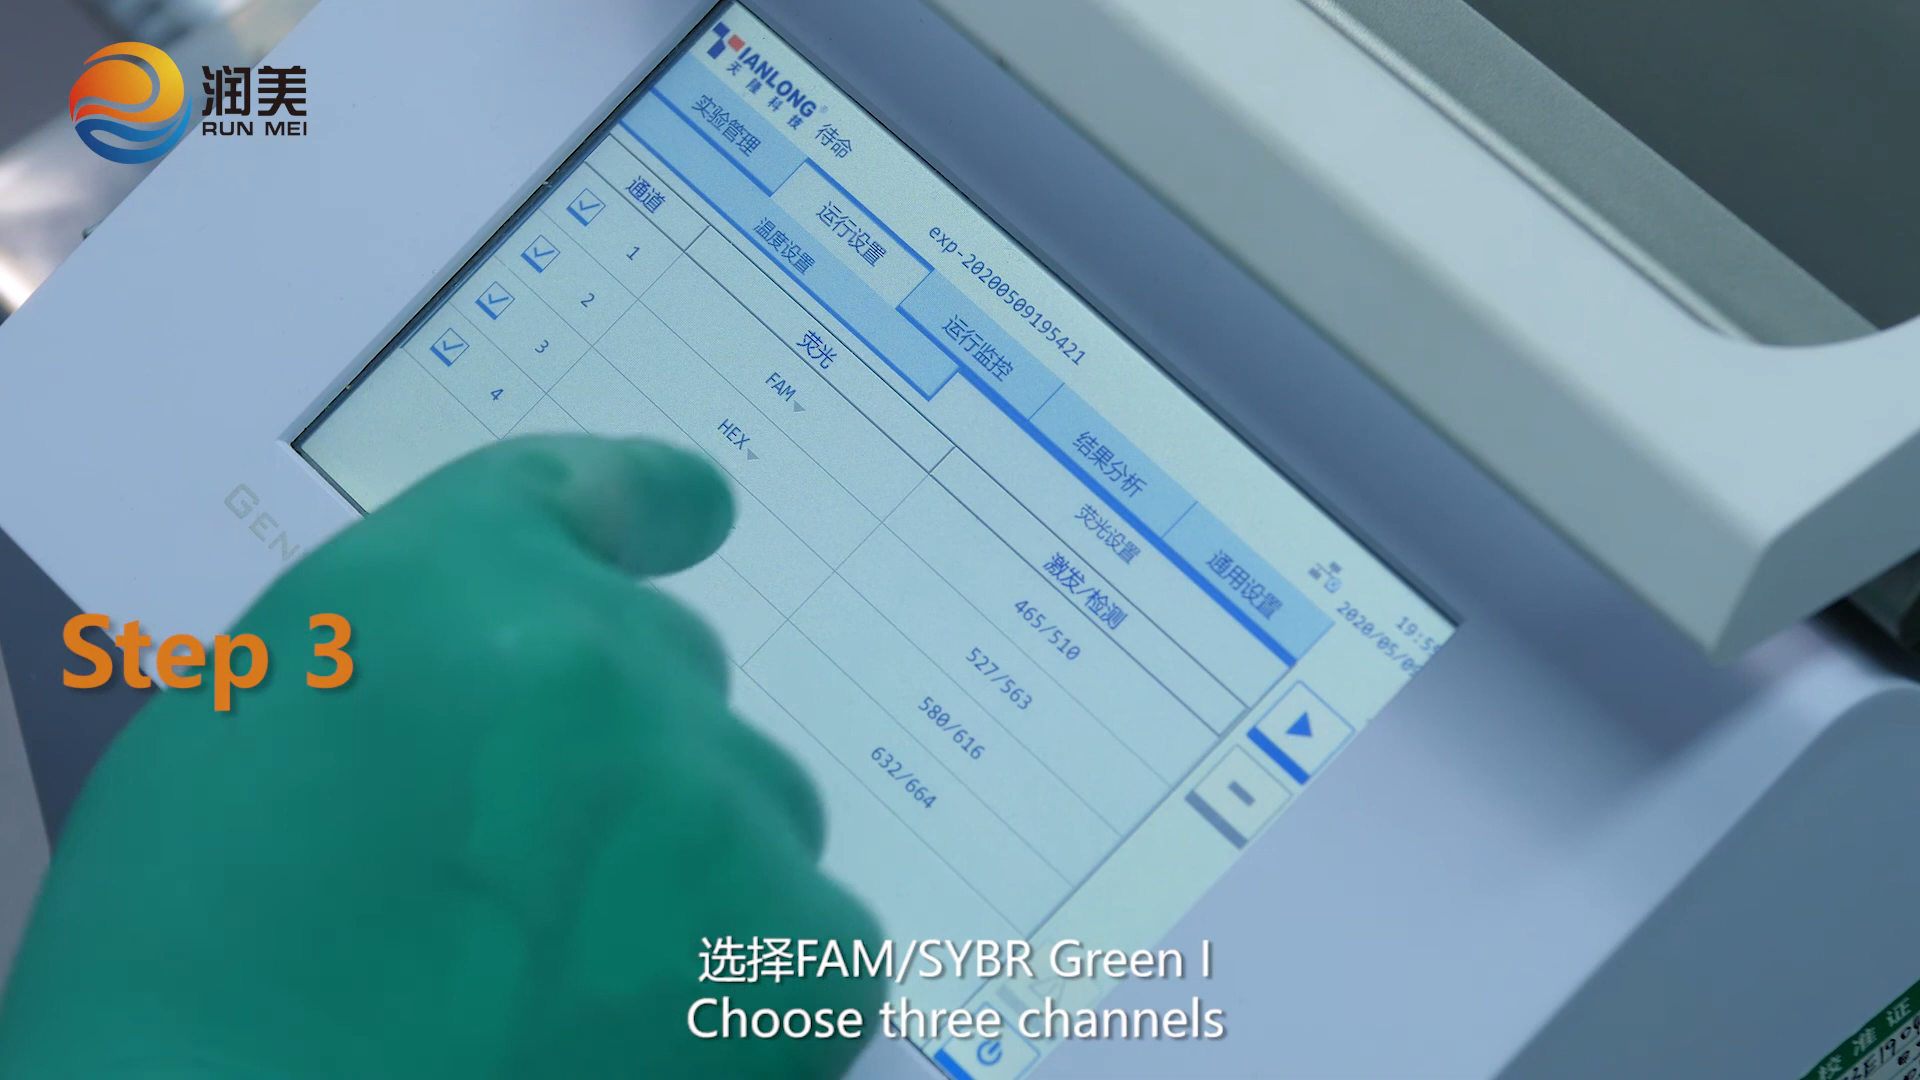 润美
RUN MEI
TIANLONG
天隆科技
待命
exp-20200509195421
实验管理
运行设置
运行监控
结果分析
通用设置
温度设置
荧光设置
通道
荧光
激发/检测
1
FAM
465/510
2
HEX
527/563
3
580/616
4
632/664
GEN
Step 3
选择FAM/SYBR Green I
Choose three channels